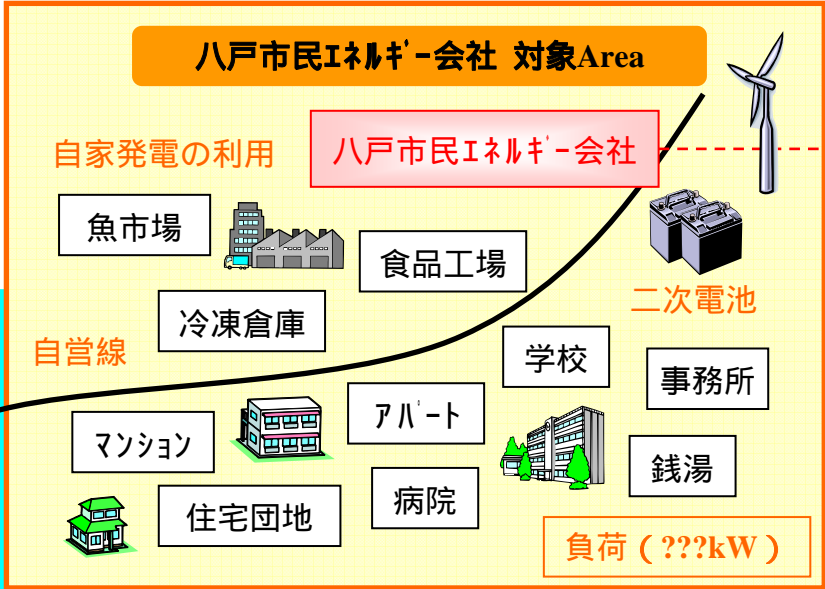 八戸市民ｴﾈﾙｷﾞｰ会社 対象Area
自家発電の利用
八戸市民ｴﾈﾙｷﾞｰ会社
魚市場
食品工場
冷凍倉庫
二次電池
自営線
学校
事務所
ｱﾊﾟｰﾄ
ﾏﾝｼｮﾝ
銭湯
病院
住宅団地
負荷（???kW）